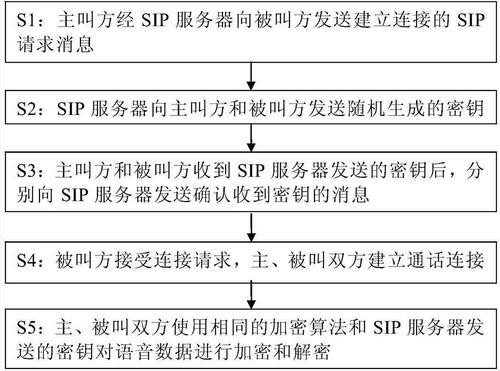 S1：主叫方经 SIP 服务器向被叫方发送建立连接的 SIP
请求消息
S2：SIP 服务器向主叫方和被叫方发送随机生成的密钥
S3：主叫方和被叫方收到 SIP 服务器发送的密钥后，分
别向 SIP 服务器发送确认收到密钥的消息
S4：被叫方接受连接请求，主、被叫双方建立通话连接
S5：主、被叫双方使用相同的加密算法和 SIP 服务器发
送的密钥对语音数据进行加密和解密